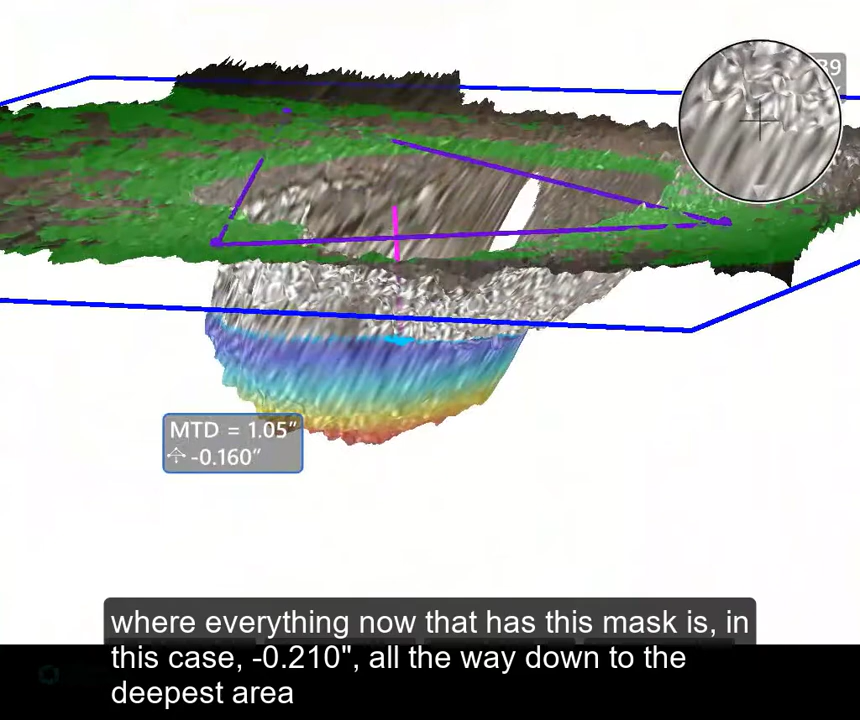 39
MTD = 1.05"
-0.160"
where everything now that has this mask is, in
this case, -0.210", all the way down to the
deepest area